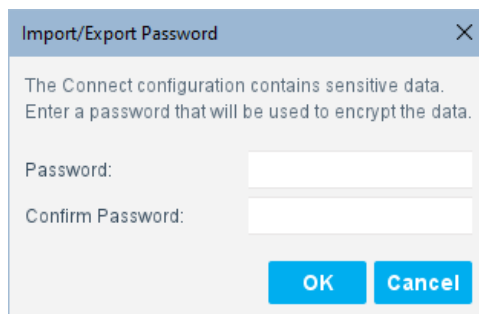 Import/Export Password
The Connect configuration contains sensitive data.
Enter a password that will be used to encrypt the data.
Password:
Confirm Password:
OK Cancel